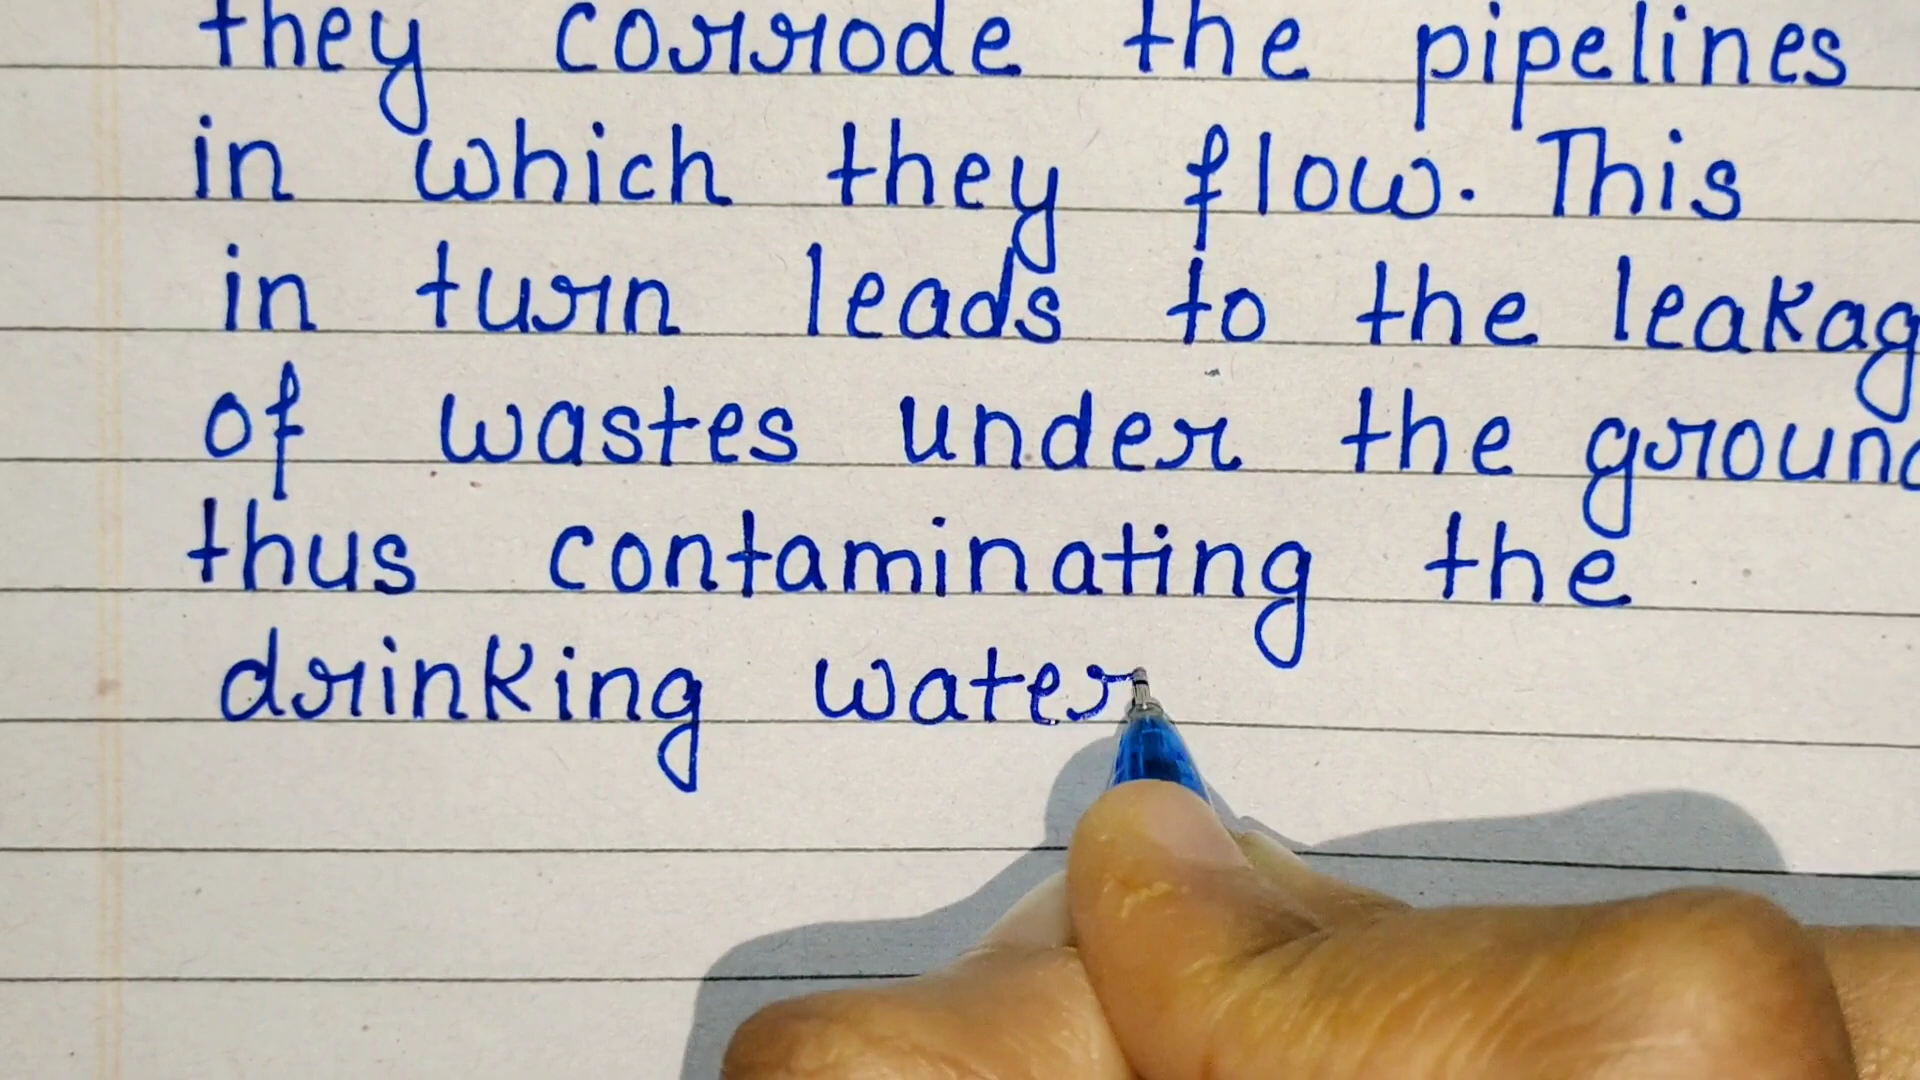 they corrode the pipelines
in which they flow. This
in turn leads to the leakag
of wastes under the ground
thus contaminating the
drinking water